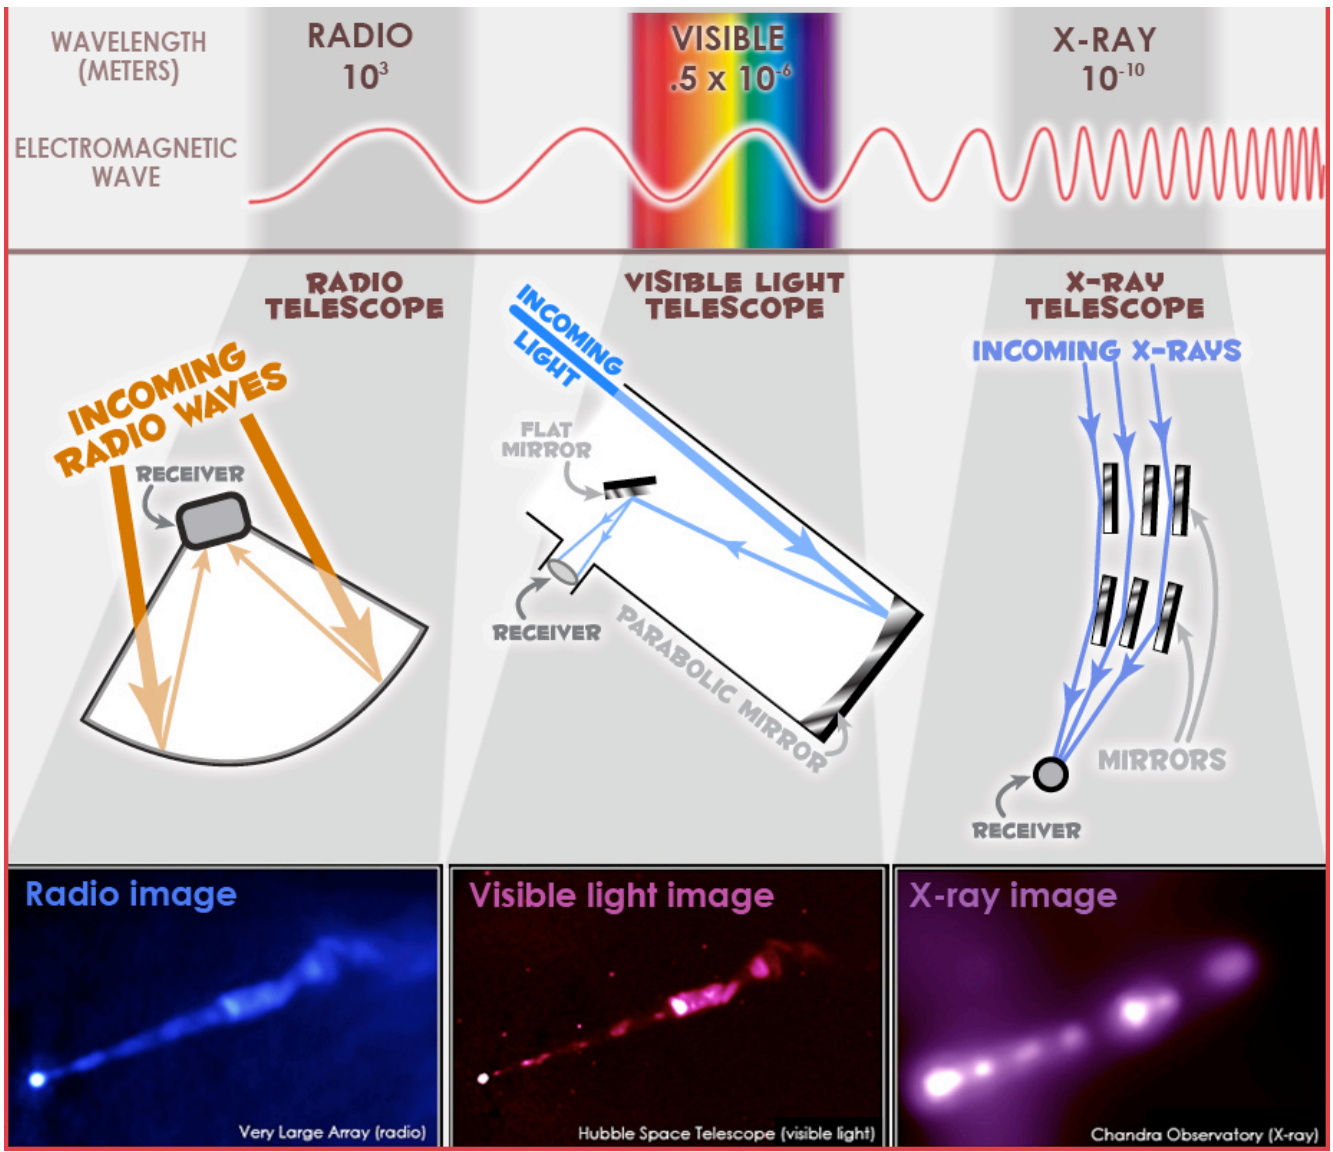 WAVELENGTH
(METERS)
RADIO
10³
VISIBLE
.5 x 10⁻⁶
X-RAY
10⁻¹⁰
ELECTROMAGNETIC
WAVE
RADIO
TELESCOPE
VISIBLE LIGHT
TELESCOPE
X-RAY
TELESCOPE
INCOMING
RADIO WAVES
RECEIVER
INCOMING
LIGHT
FLAT
MIRROR
RECEIVER
PARABOLIC MIRROR
INCOMING X-RAYS
MIRRORS
RECEIVER
Radio image
Very Large Array (radio)
Visible light image
Hubble Space Telescope (visible light)
X-ray image
Chandra Observatory (X-ray)